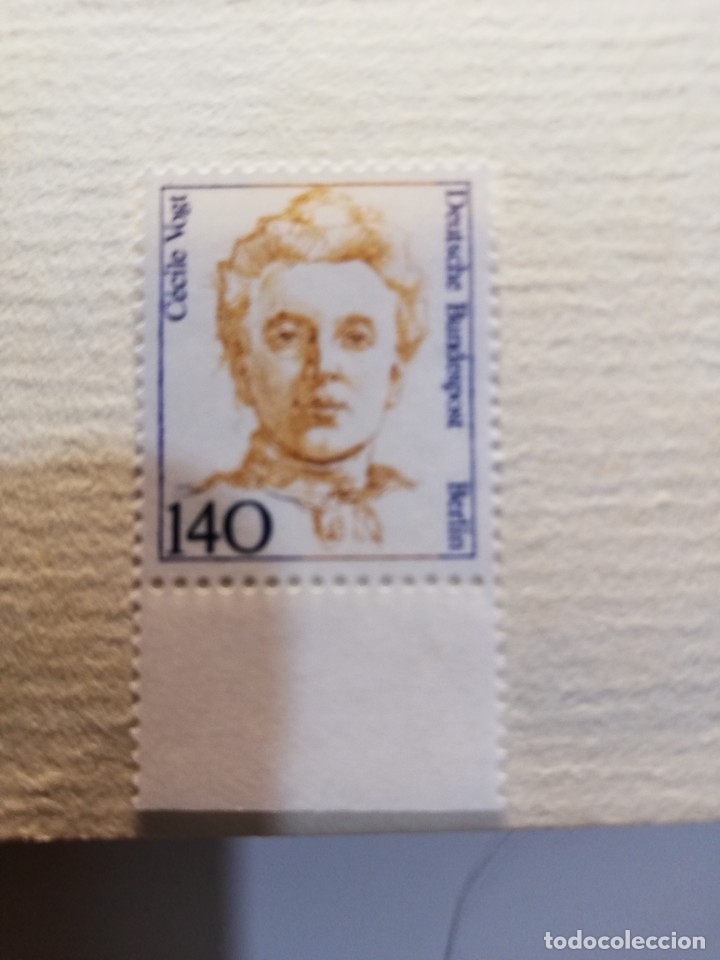 Cécile Vogt
Deutsche Bundespost Berlin
140
todocoleccion